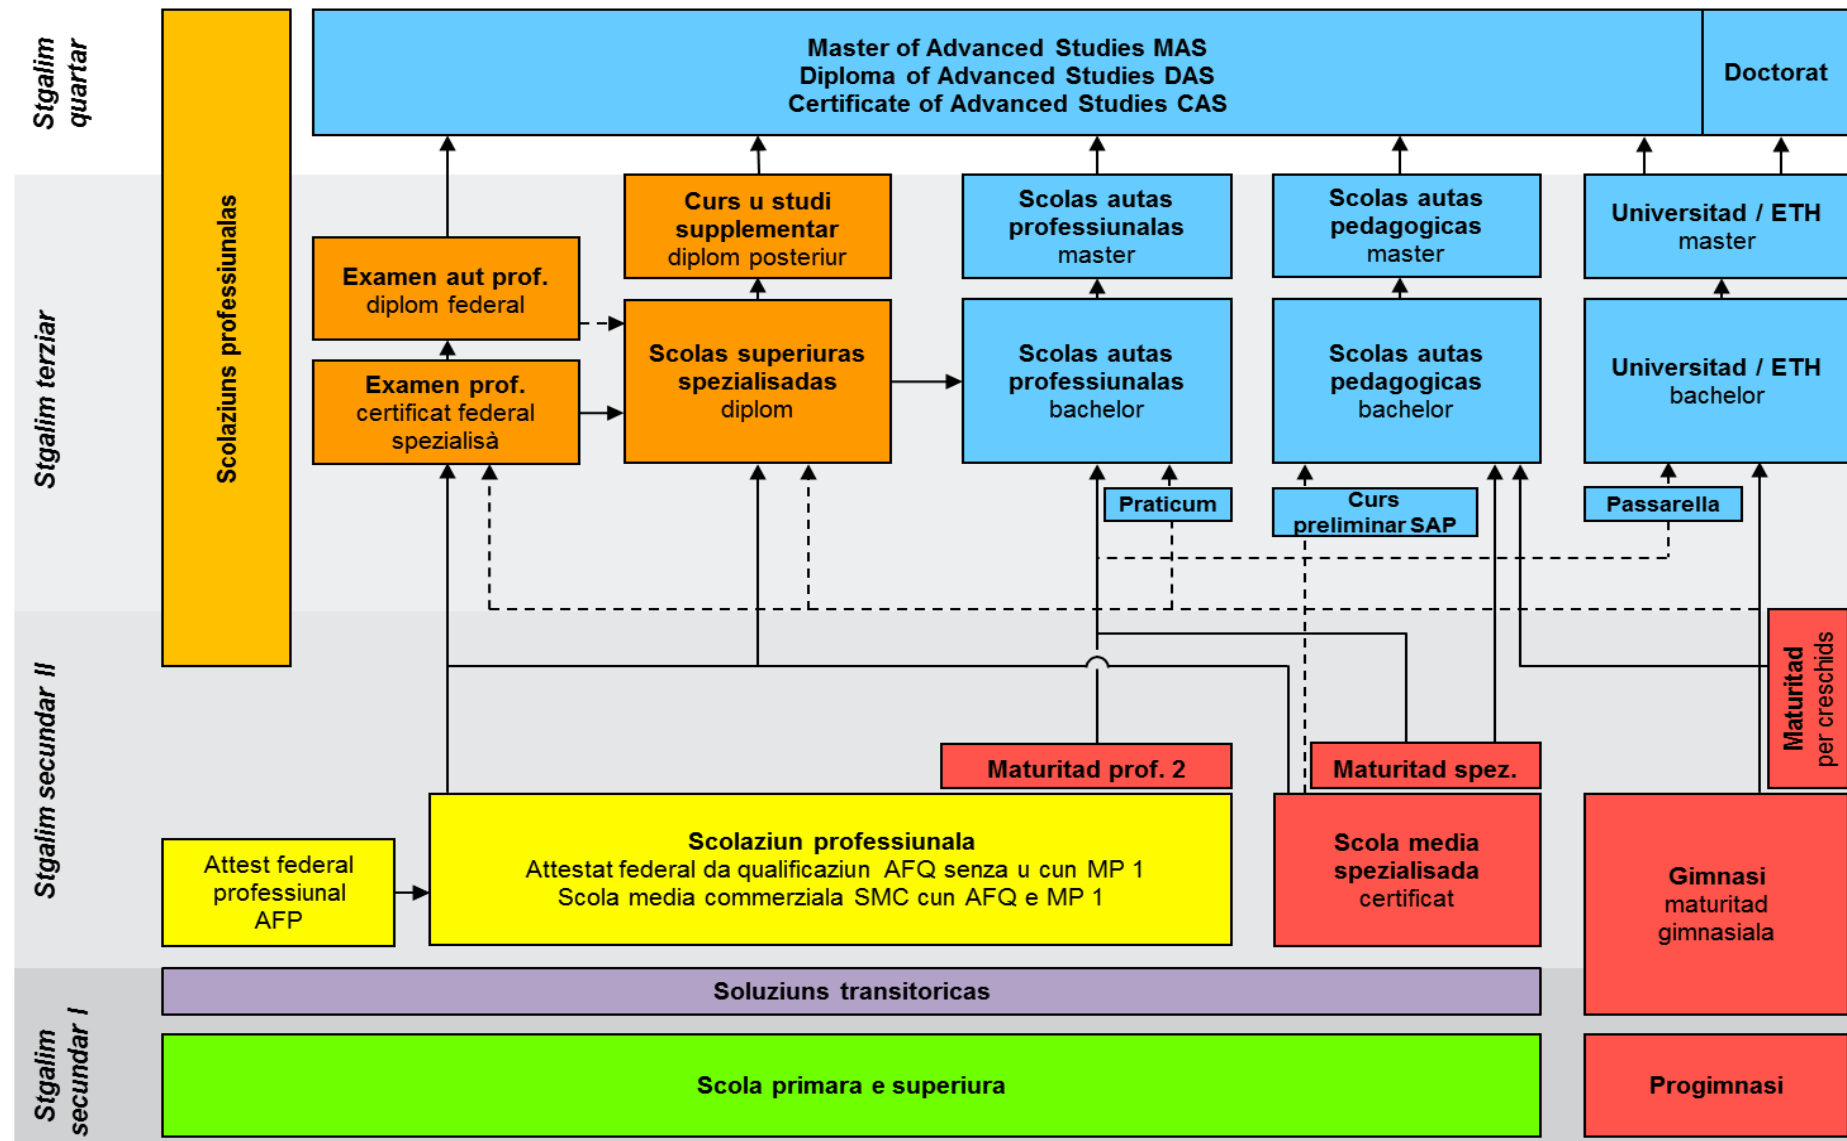 Stgalim
quartar
Master of Advanced Studies MAS
Diploma of Advanced Studies DAS
Certificate of Advanced Studies CAS
Doctorat
Scolaziuns professiunalas
Stgalim terziar
Curs u studi
supplementar
diplom posteriur
Scolas autas
professiunalas
master
Scolas autas
pedagogicas
master
Universitad / ETH
master
Examen aut prof.
diplom federal
Scolas superiuras
spezialisadas
diplom
Scolas autas
professiunalas
bachelor
Scolas autas
pedagogicas
bachelor
Universitad / ETH
bachelor
Examen prof.
certificat federal
spezialisà
Praticum
Curs
preliminar SAP
Passarella
Stgalim secundar II
Maturitad
per creschids
Maturitad prof. 2
Maturitad spez.
Attest federal
professiunal
AFP
Scolaziun professiunala
Attestat federal da qualificaziun AFQ senza u cun MP 1
Scola media commerziala SMC cun AFQ e MP 1
Scola media
spezialisada
certificat
Gimnasi
maturitad
gimnasiala
Stgalim
secundar I
Soluziuns transitoricas
Scola primara e superiura
Progimnasi